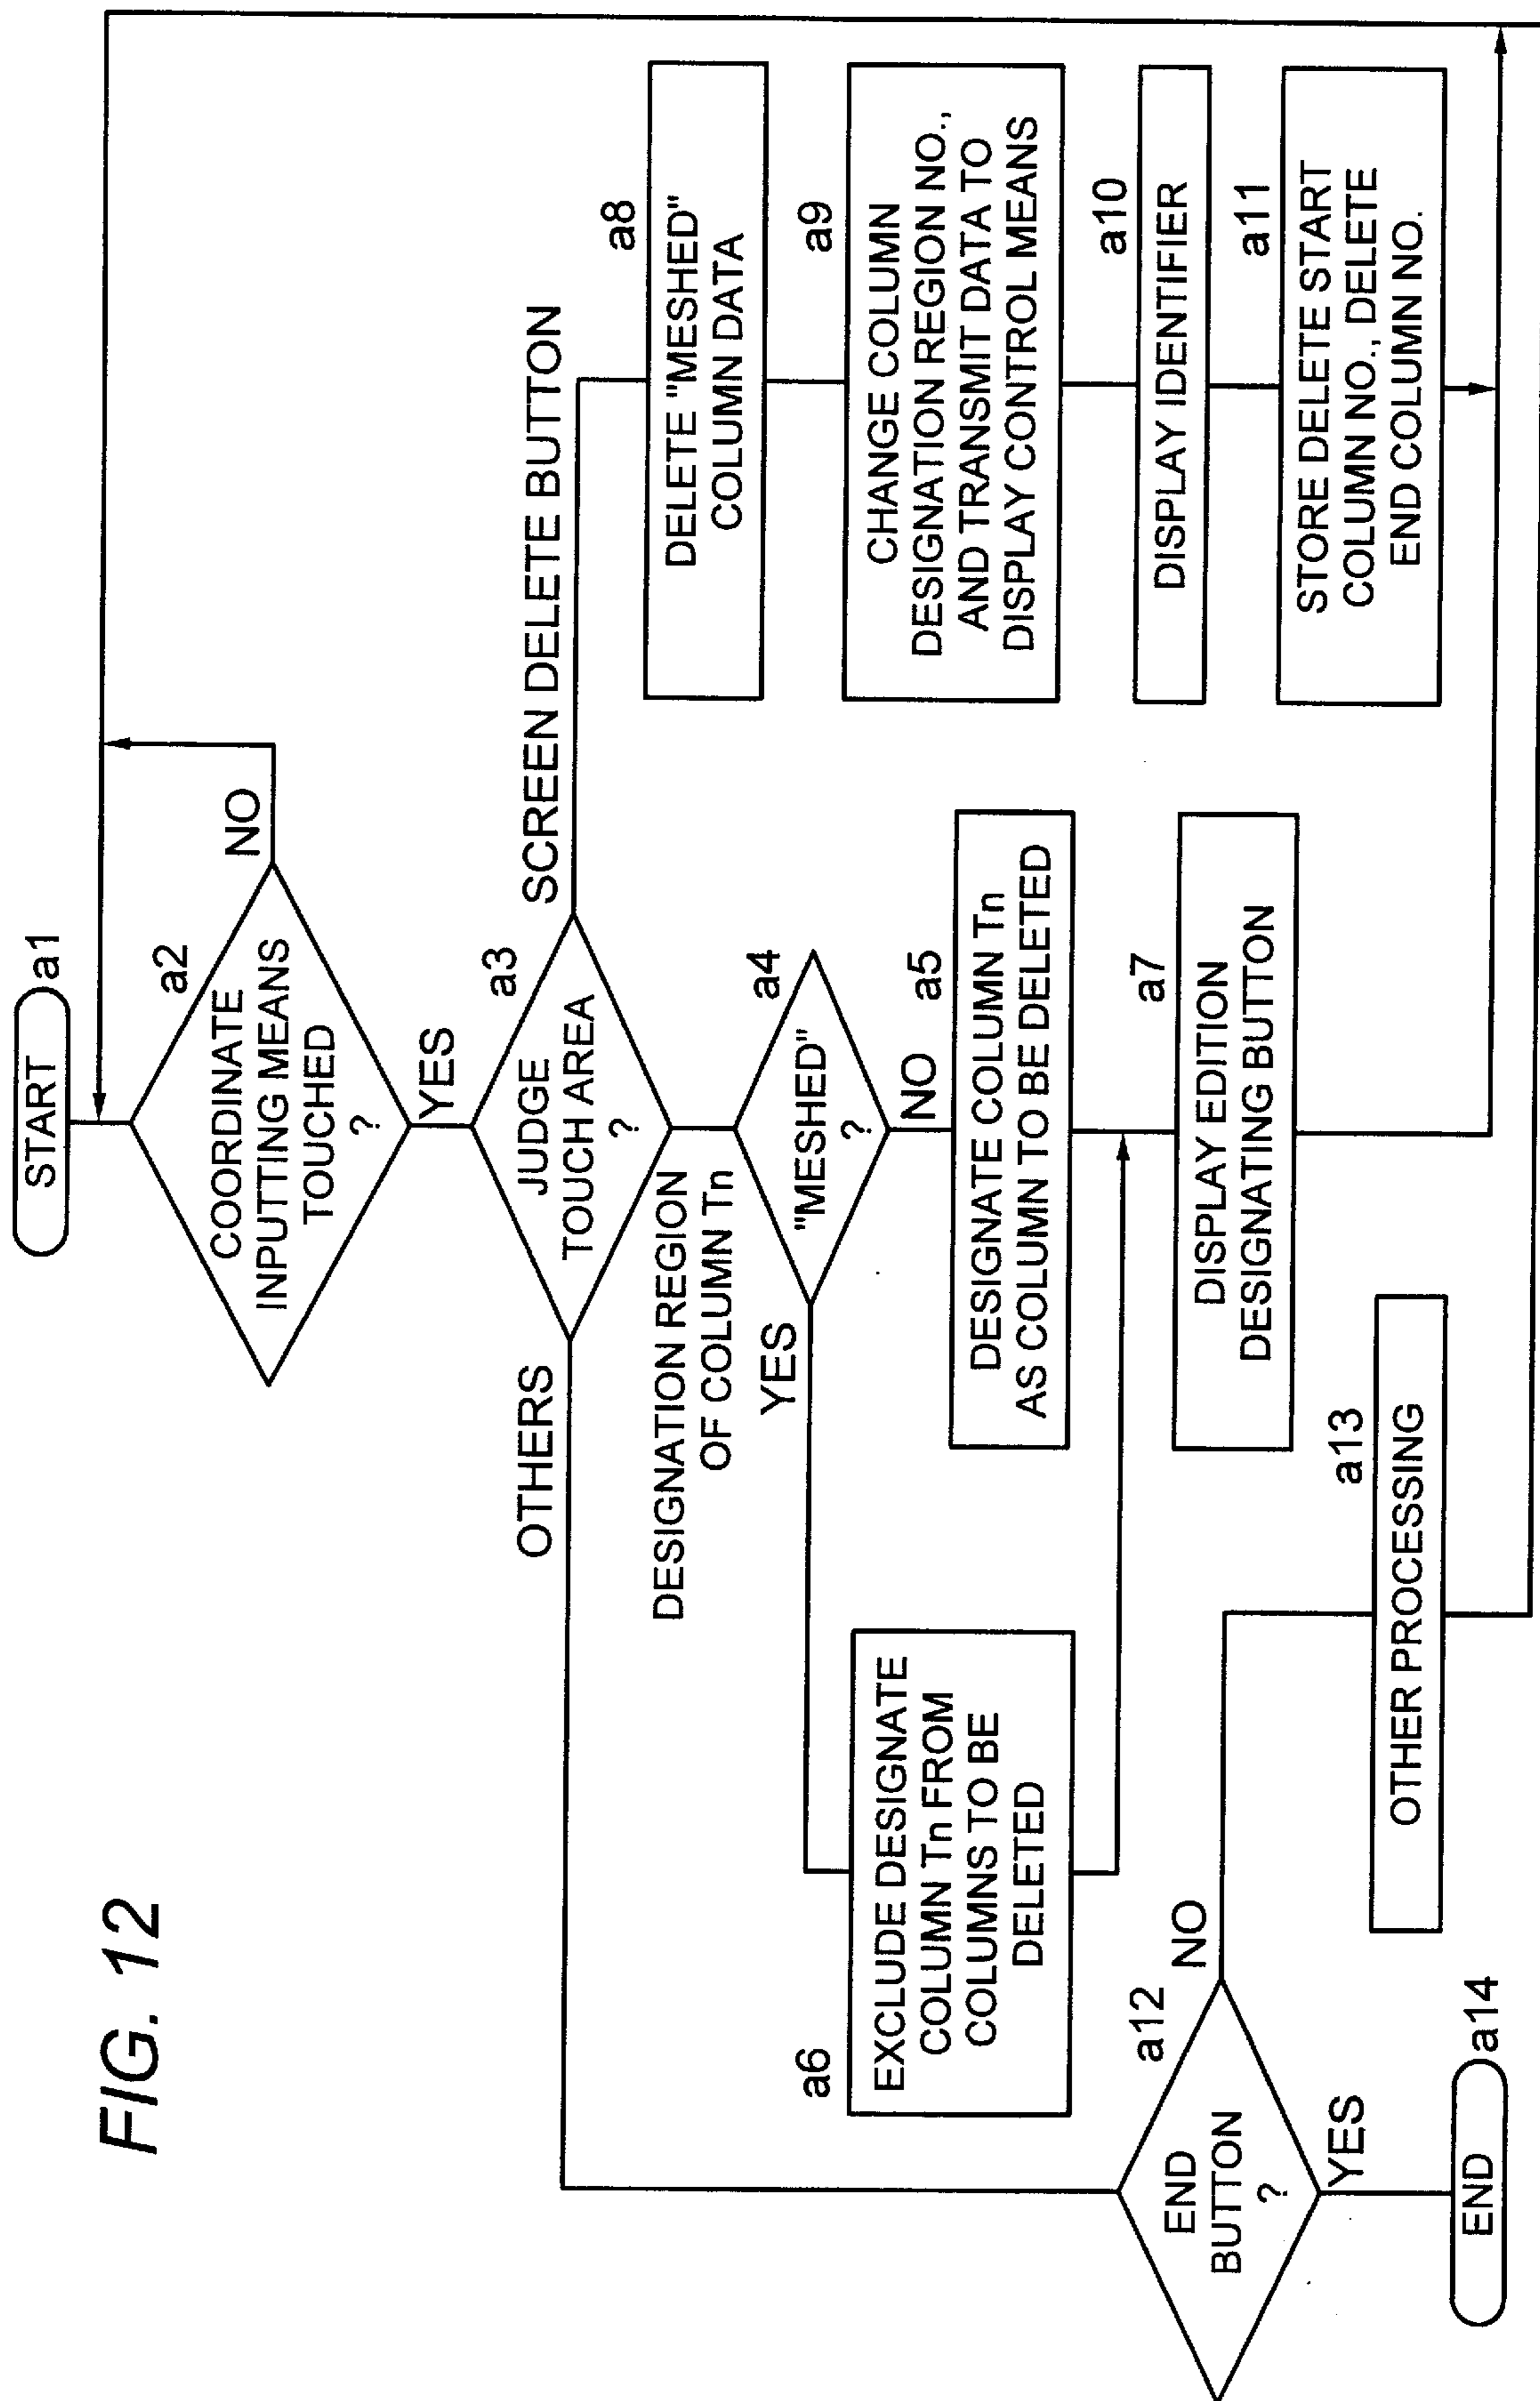 FIG. 12
START
a1
a2
COORDINATE
INPUTTING MEANS
TOUCHED
?
NO
YES
a3
JUDGE
TOUCH AREA
?
OTHERS
SCREEN DELETE BUTTON
DESIGNATION REGION
OF COLUMN Tn
a4
"MESHED"
?
YES
NO
a5
DESIGNATE COLUMN Tn
AS COLUMN TO BE DELETED
a6
EXCLUDE DESIGNATE
COLUMN Tn FROM
COLUMNS TO BE
DELETED
a7
DISPLAY EDITION
DESIGNATING BUTTON
a8
DELETE "MESHED"
COLUMN DATA
a9
CHANGE COLUMN
DESIGNATION REGION NO.,
AND TRANSMIT DATA TO
DISPLAY CONTROL MEANS
a10
DISPLAY IDENTIFIER
a11
STORE DELETE START
COLUMN NO., DELETE
END COLUMN NO.
a12
END
BUTTON
?
NO
YES
a13
OTHER PROCESSING
END
a14